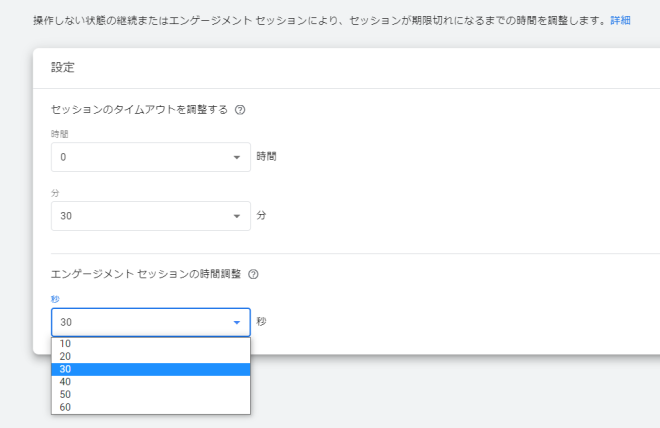 操作しない状態の継続またはエンゲージメント セッションにより、セッションが期限切れになるまでの時間を調整します。詳細
設定
セッションのタイムアウトを調整する ?
時間
0 時間
分
30 分
エンゲージメント セッションの時間調整 ?
秒
30 秒
10
20
30
40
50
60